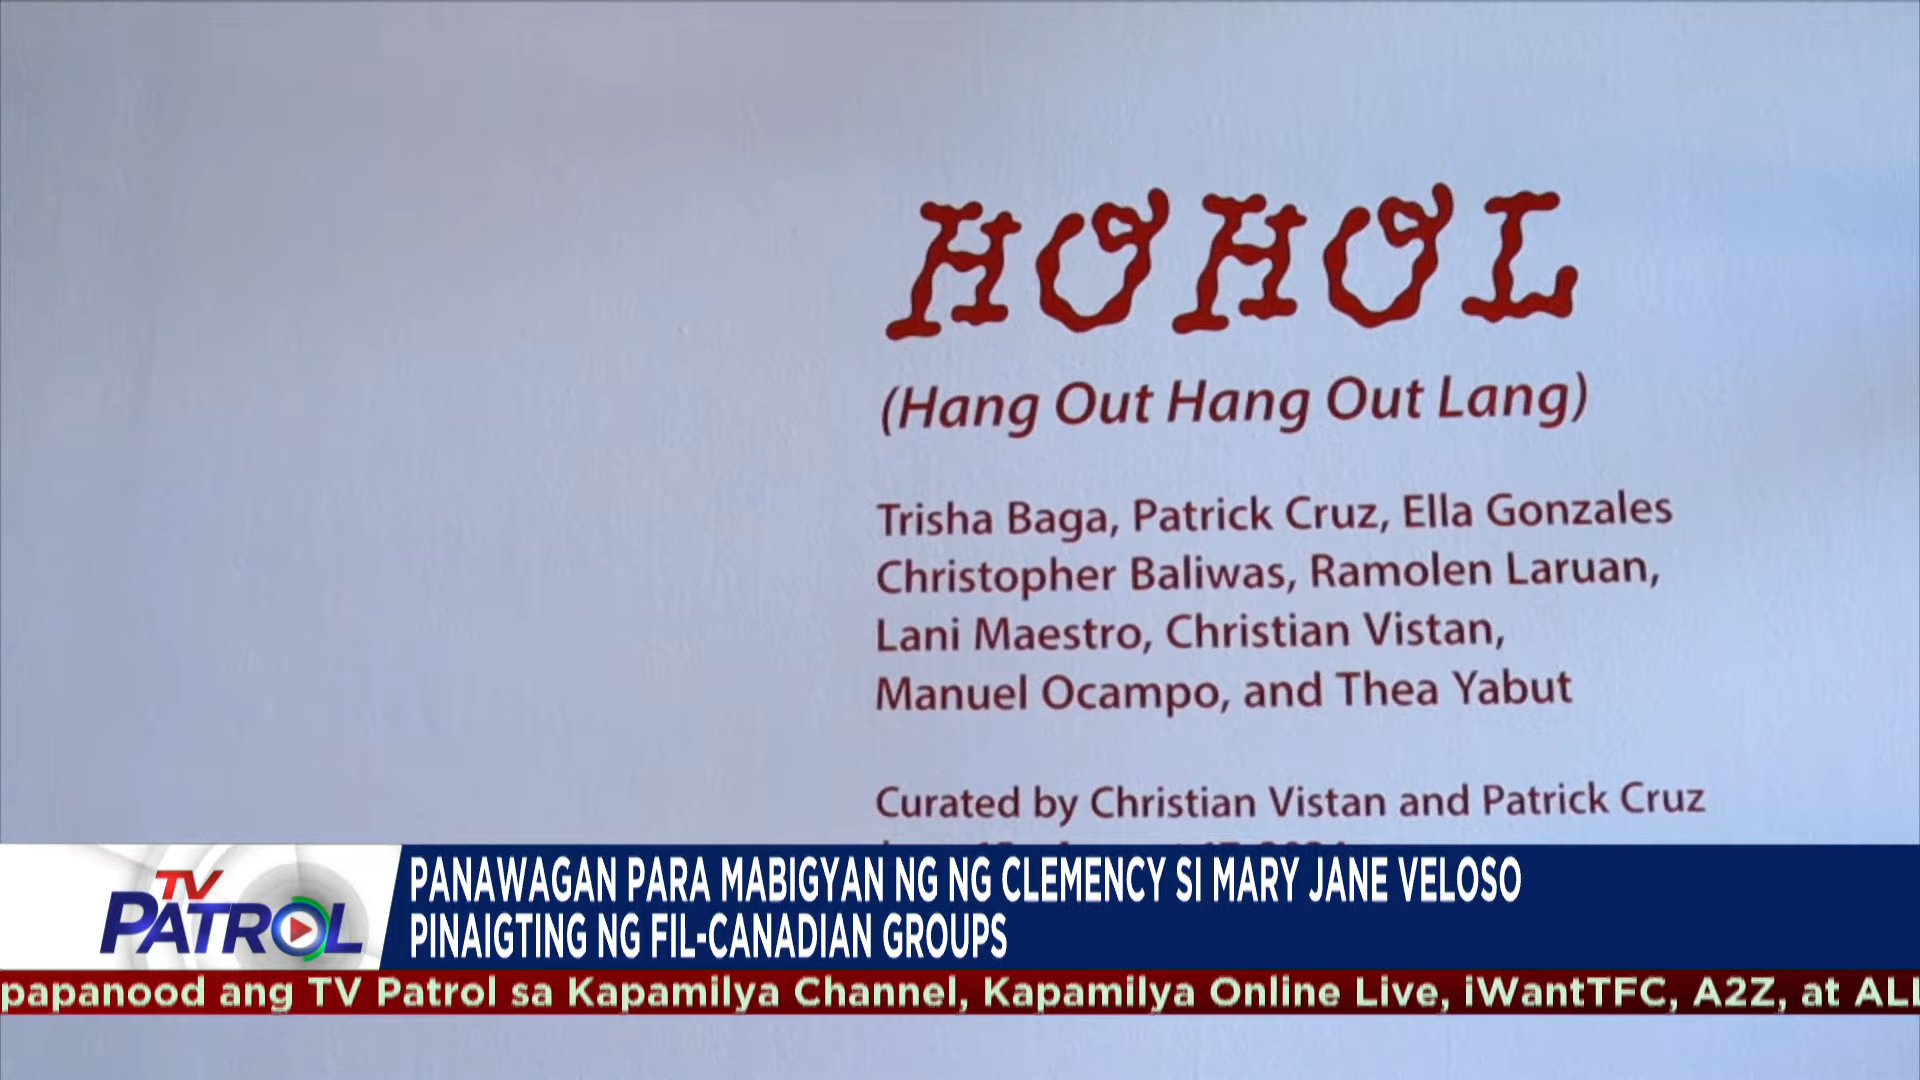 HOHOL
(Hang Out Hang Out Lang)
Trisha Baga, Patrick Cruz, Ella Gonzales
Christopher Baliwas, Ramolen Laruan,
Lani Maestro, Christian Vistan,
Manuel Ocampo, and Thea Yabut
Curated by Christian Vistan and Patrick Cruz
TV PATROL
PANAWAGAN PARA MABIGYAN NG NG CLEMENCY SI MARY JANE VELOSO
PINAIGTING NG FIL-CANADIAN GROUPS
papanood ang TV Patrol sa Kapamilya Channel, Kapamilya Online Live, iWantTFC, A2Z, at ALL